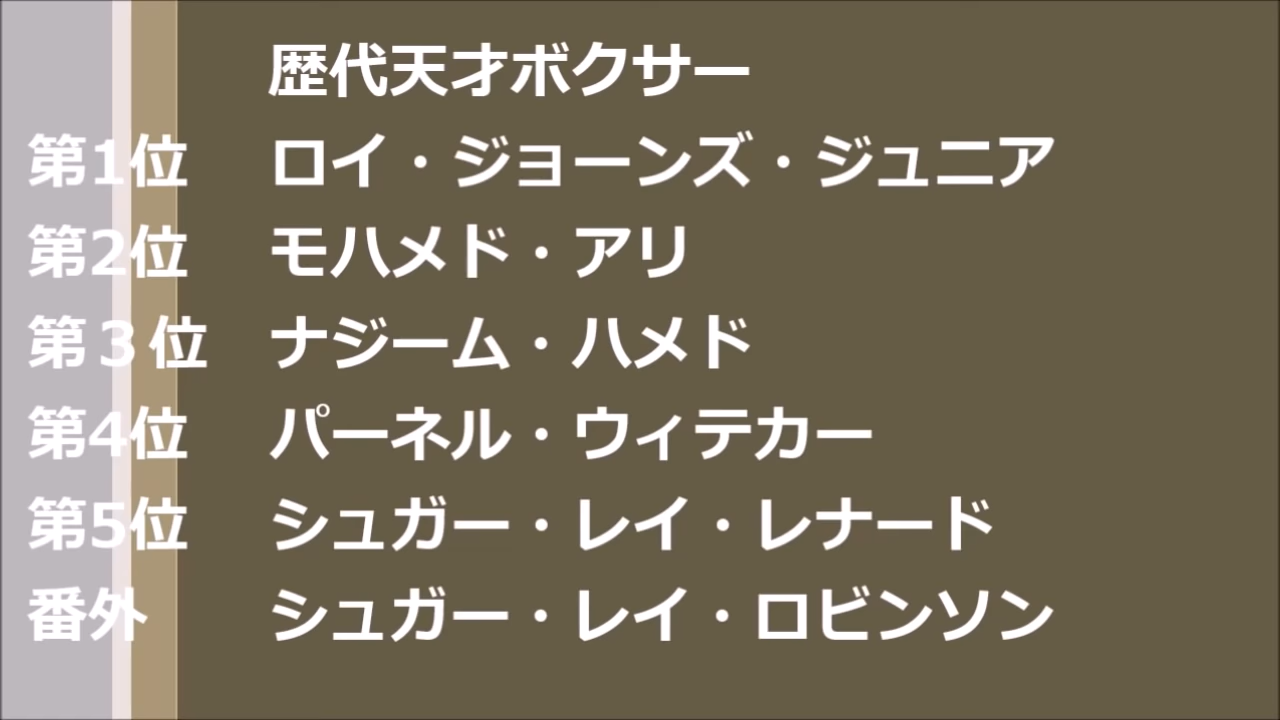 歴代天才ボクサー
第1位 ロイ・ジョーンズ・ジュニア
第2位 モハメド・アリ
第３位 ナジーム・ハメド
第4位 パーネル・ウィテカー
第5位 シュガー・レイ・レナード
番外 シュガー・レイ・ロビンソン